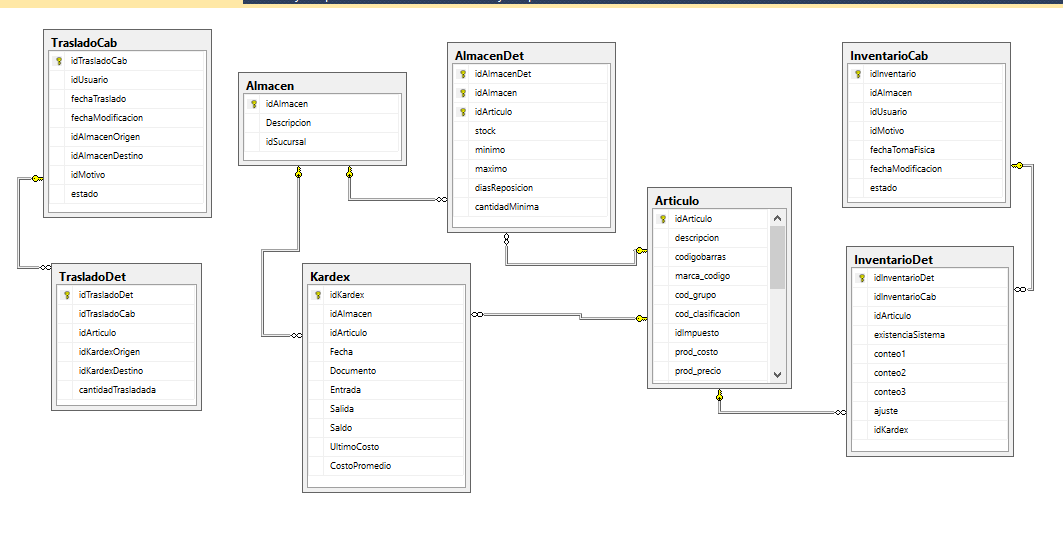 TrasladoCab
idTrasladoCab
idUsuario
fechaTraslado
fechaModificacion
idAlmacenOrigen
idAlmacenDestino
idMotivo
estado
Almacen
idAlmacen
Descripcion
idSucursal
AlmacenDet
idAlmacenDet
idAlmacen
idArticulo
stock
minimo
maximo
diasReposicion
cantidadMinima
InventarioCab
idInventario
idAlmacen
idUsuario
idMotivo
fechaTomaFisica
fechaModificacion
estado
Articulo
idArticulo
descripcion
codigobarras
marca_codigo
cod_grupo
cod_clasificacion
idImpuesto
prod_costo
prod_precio
TrasladoDet
idTrasladoDet
idTrasladoCab
idArticulo
idKardexOrigen
idKardexDestino
cantidadTrasladada
Kardex
idKardex
idAlmacen
idArticulo
Fecha
Documento
Entrada
Salida
Saldo
UltimoCosto
CostoPromedio
InventarioDet
idInventarioDet
idInventarioCab
idArticulo
existenciaSistema
conteo1
conteo2
conteo3
ajuste
idKardex